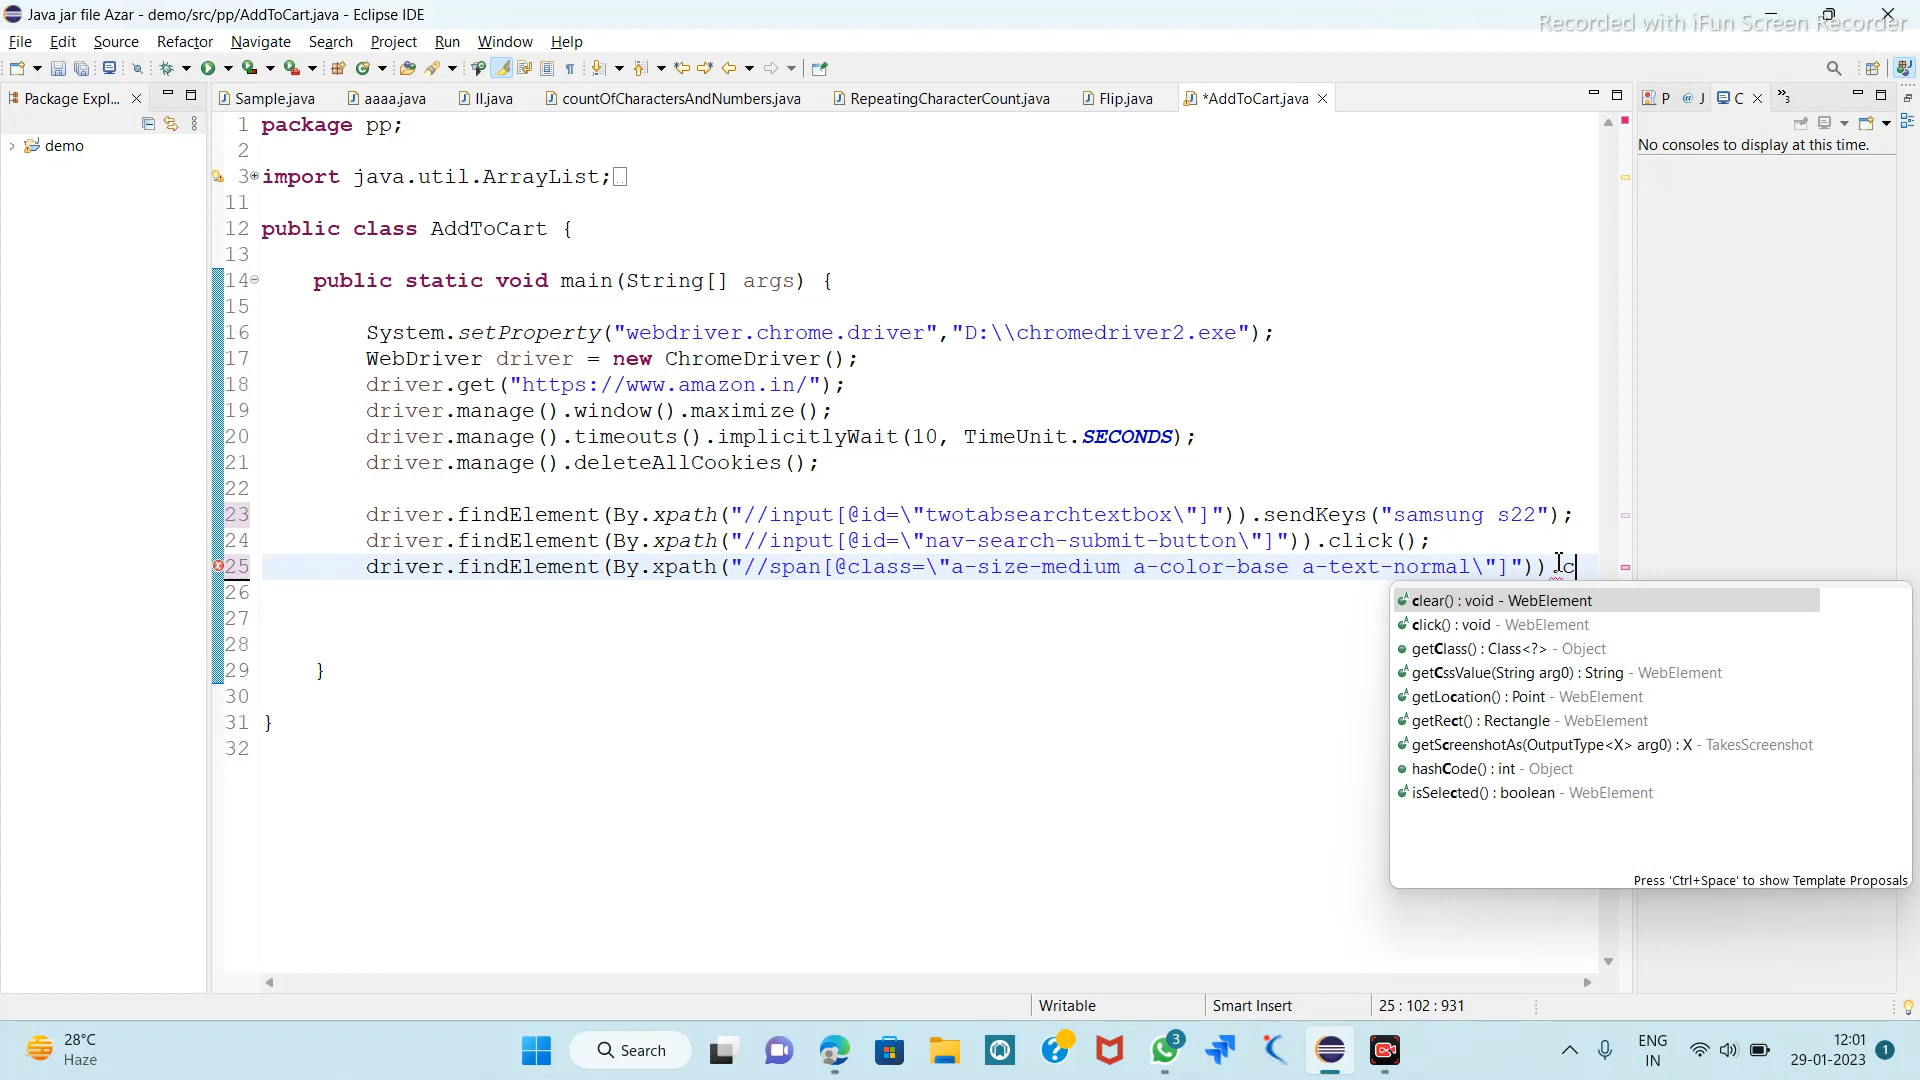 Java jar file Azar - demo/src/pp/AddToCart.java - Eclipse IDE
Recorded with iFun Screen Recorder
File Edit Source Refactor Navigate Search Project Run Window Help
Package Expl...
Sample.java aaaa.java ll.java countOfCharactersAndNumbers.java RepeatingCharacterCount.java Flip.java *AddToCart.java
P @ J C »3
demo
No consoles to display at this time.
1 package pp;
2
3 import java.util.ArrayList;
11
12 public class AddToCart {
13
14 public static void main(String[] args) {
15
16 System.setProperty("webdriver.chrome.driver","D:\\chromedriver2.exe");
17 WebDriver driver = new ChromeDriver();
18 driver.get("https://www.amazon.in/");
19 driver.manage().window().maximize();
20 driver.manage().timeouts().implicitlyWait(10, TimeUnit.SECONDS);
21 driver.manage().deleteAllCookies();
22
23 driver.findElement(By.xpath("//input[@id=\"twotabsearchtextbox\"]")).sendKeys("samsung s22");
24 driver.findElement(By.xpath("//input[@id=\"nav-search-submit-button\"]")).click();
25 driver.findElement(By.xpath("//span[@class=\"a-size-medium a-color-base a-text-normal\"]")).c
26
27
28
29 }
30
31 }
32
clear() : void - WebElement
click() : void - WebElement
getClass() : Class<?> - Object
getCssValue(String arg0) : String - WebElement
getLocation() : Point - WebElement
getRect() : Rectangle - WebElement
getScreenshotAs(OutputType<X> arg0) : X - TakesScreenshot
hashCode() : int - Object
isSelected() : boolean - WebElement
Press 'Ctrl+Space' to show Template Proposals
Writable Smart Insert 25 : 102 : 931
28°C
Haze
Search
3
ENG
IN
12:01
29-01-2023
1